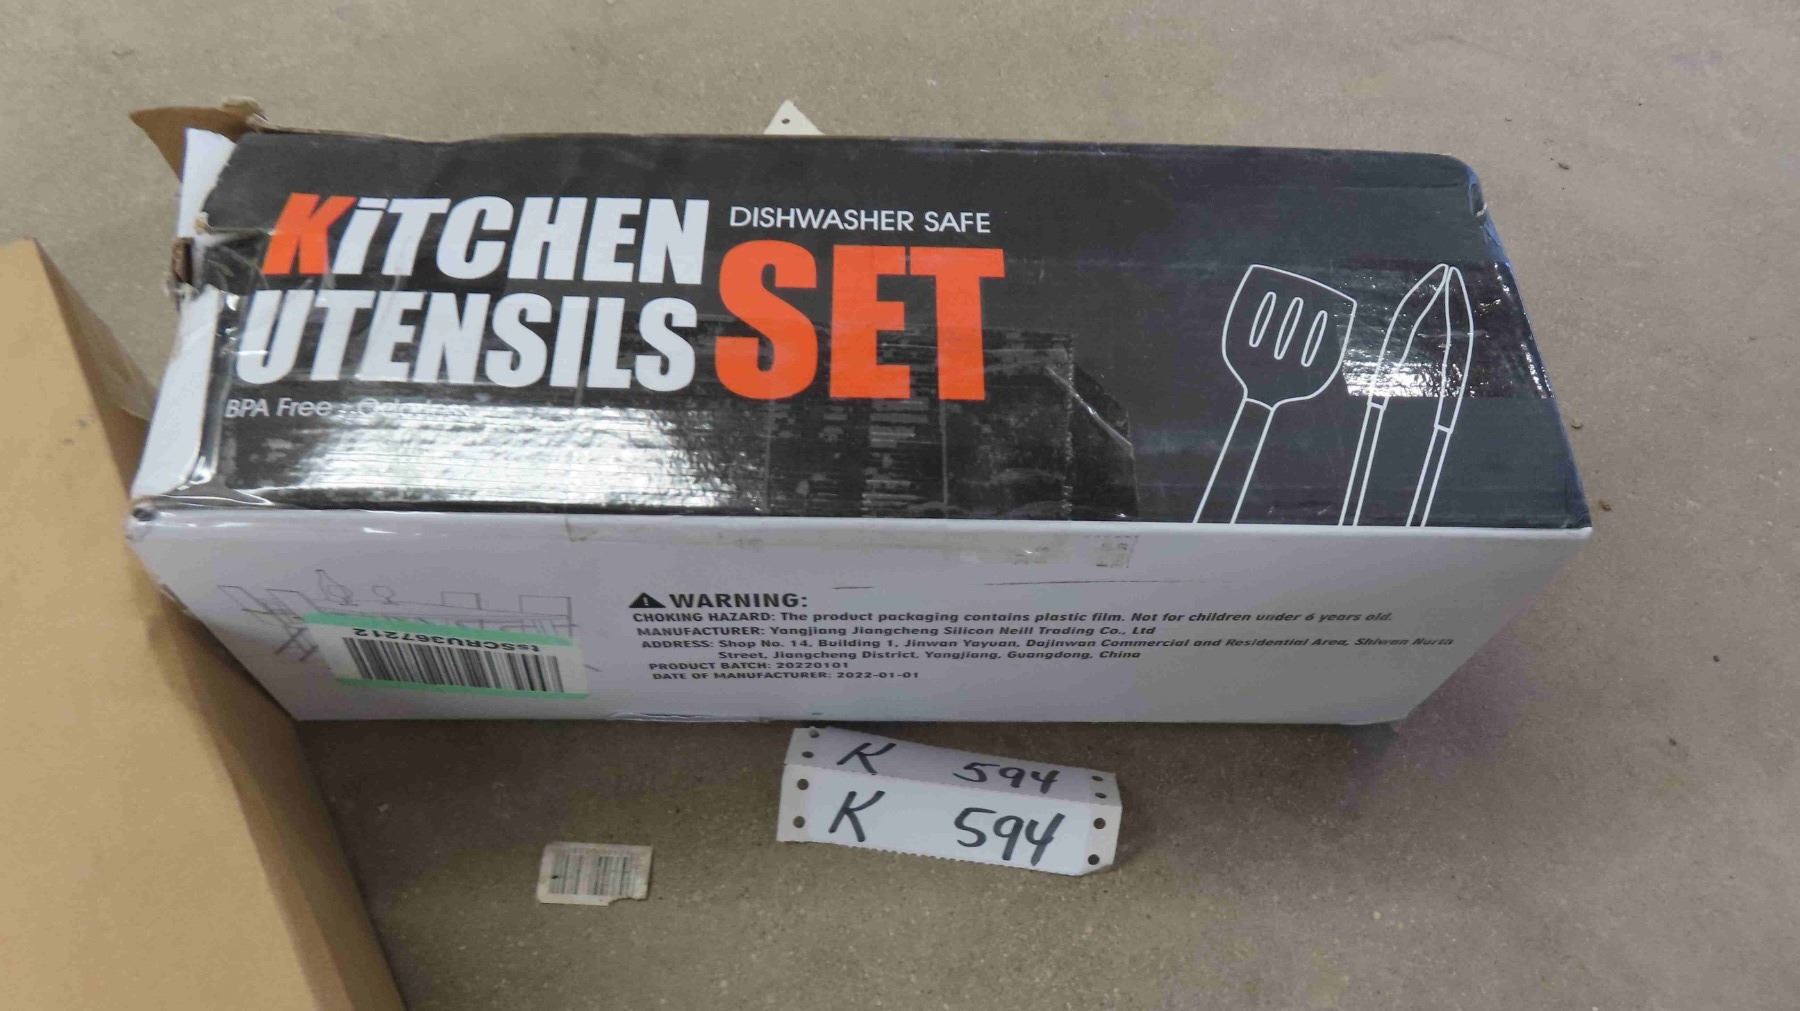 KiTCHEN
DISHWASHER SAFE
UTENSILS
SET
BPA Free Odorless
tsSCRU367212
WARNING:
CHOKING HAZARD: The product packaging contains plastic film. Not for children under 6 years old.
MANUFACTURER: Yangjiang Jiangcheng Silicon Neill Trading Co., Ltd
ADDRESS: Shop No. 14, Building 1, Jinwan Yayuan, Dajinwan Commercial and Residential Area, Shiwan North
Street, Jiangcheng District, Yangjiang, Guangdong, China
PRODUCT BATCH: 20220101
DATE OF MANUFACTURER: 2022-01-01
K 594
K 594